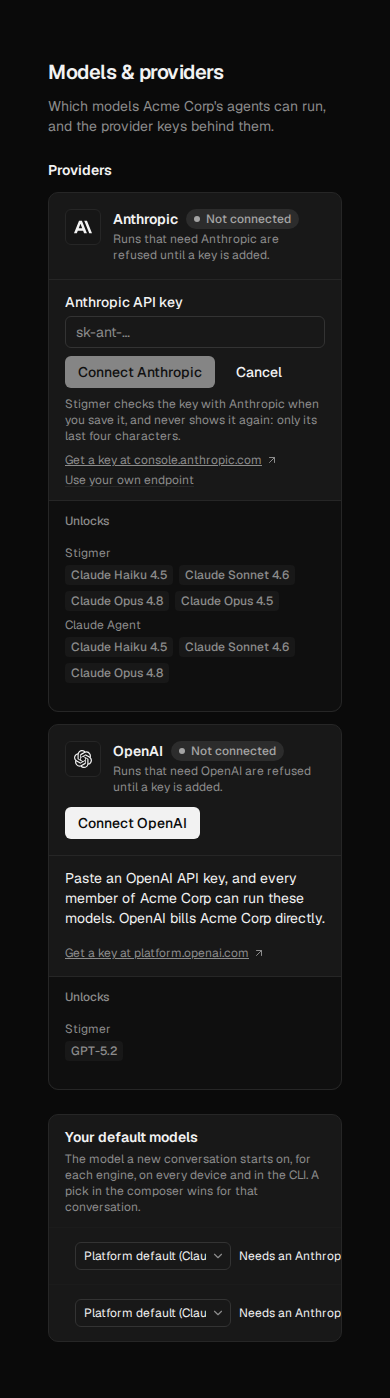 Models & providers
Which models Acme Corp's agents can run,
and the provider keys behind them.
Providers
Anthropic
Not connected
Runs that need Anthropic are
refused until a key is added.
Anthropic API key
sk-ant-...
Connect Anthropic
Cancel
Stigmer checks the key with Anthropic when
you save it, and never shows it again: only its
last four characters.
Get a key at console.anthropic.com
Use your own endpoint
Unlocks
Stigmer
Claude Haiku 4.5
Claude Sonnet 4.6
Claude Opus 4.8
Claude Opus 4.5
Claude Agent
Claude Haiku 4.5
Claude Sonnet 4.6
Claude Opus 4.8
OpenAI
Not connected
Runs that need OpenAI are refused
until a key is added.
Connect OpenAI
Paste an OpenAI API key, and every
member of Acme Corp can run these
models. OpenAI bills Acme Corp directly.
Get a key at platform.openai.com
Unlocks
Stigmer
GPT-5.2
Your default models
The model a new conversation starts on, for
each engine, on every device and in the CLI. A
pick in the composer wins for that
conversation.
Platform default (Clau
Needs an Anthrop
Platform default (Clau
Needs an Anthrop